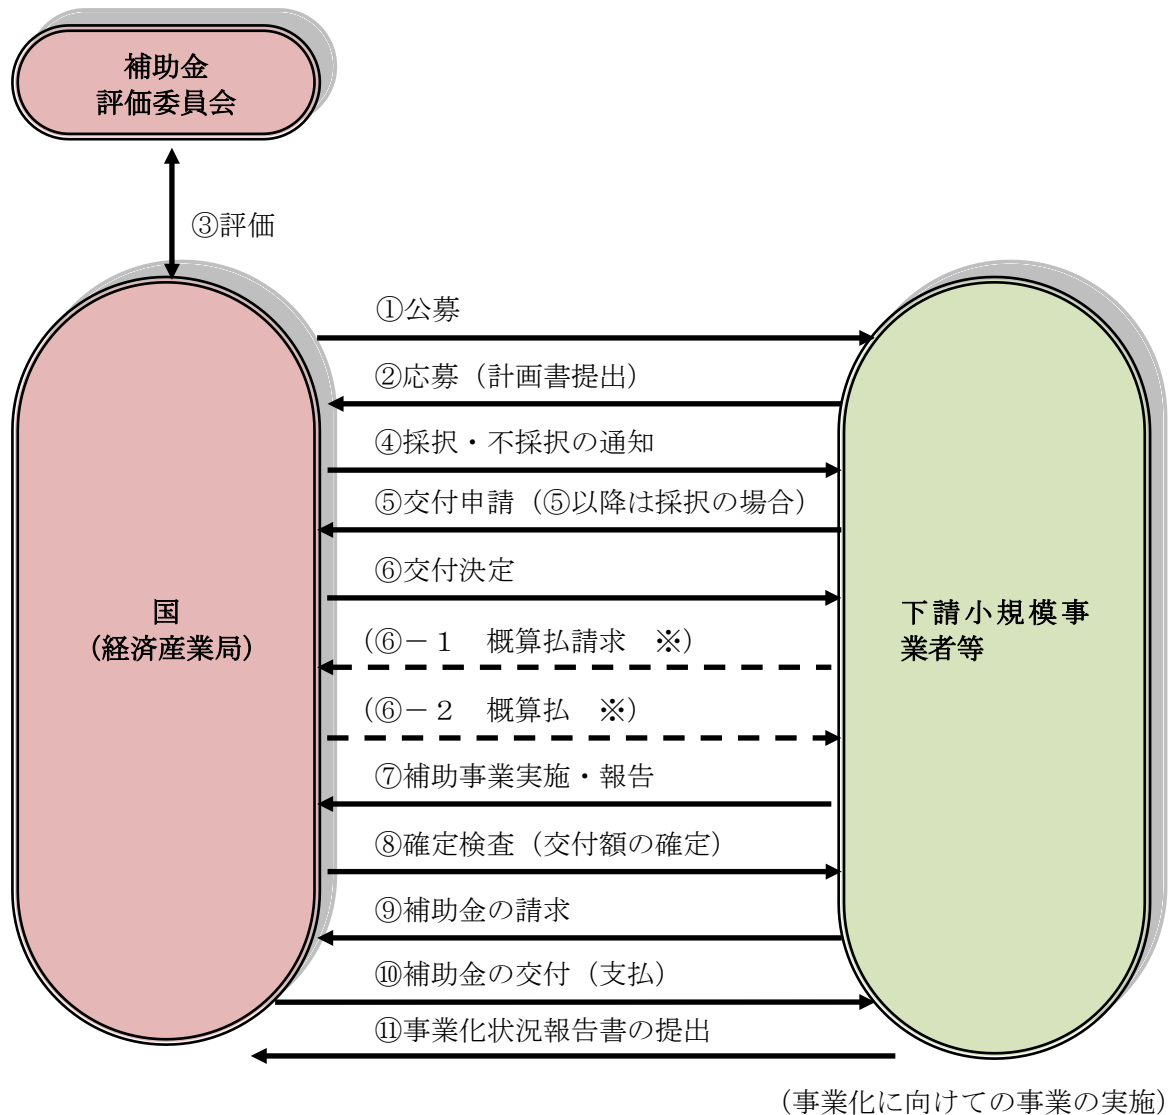 補助金
評価委員会
③評価
①公募
②応募（計画書提出）
④採択・不採択の通知
⑤交付申請（⑤以降は採択の場合）
⑥交付決定
国
（経済産業局）
下請小規模事
業者等
（⑥－１　概算払請求　※）
（⑥－２　概算払　※）
⑦補助事業実施・報告
⑧確定検査（交付額の確定）
⑨補助金の請求
⑩補助金の交付（支払）
⑪事業化状況報告書の提出
（事業化に向けての事業の実施）